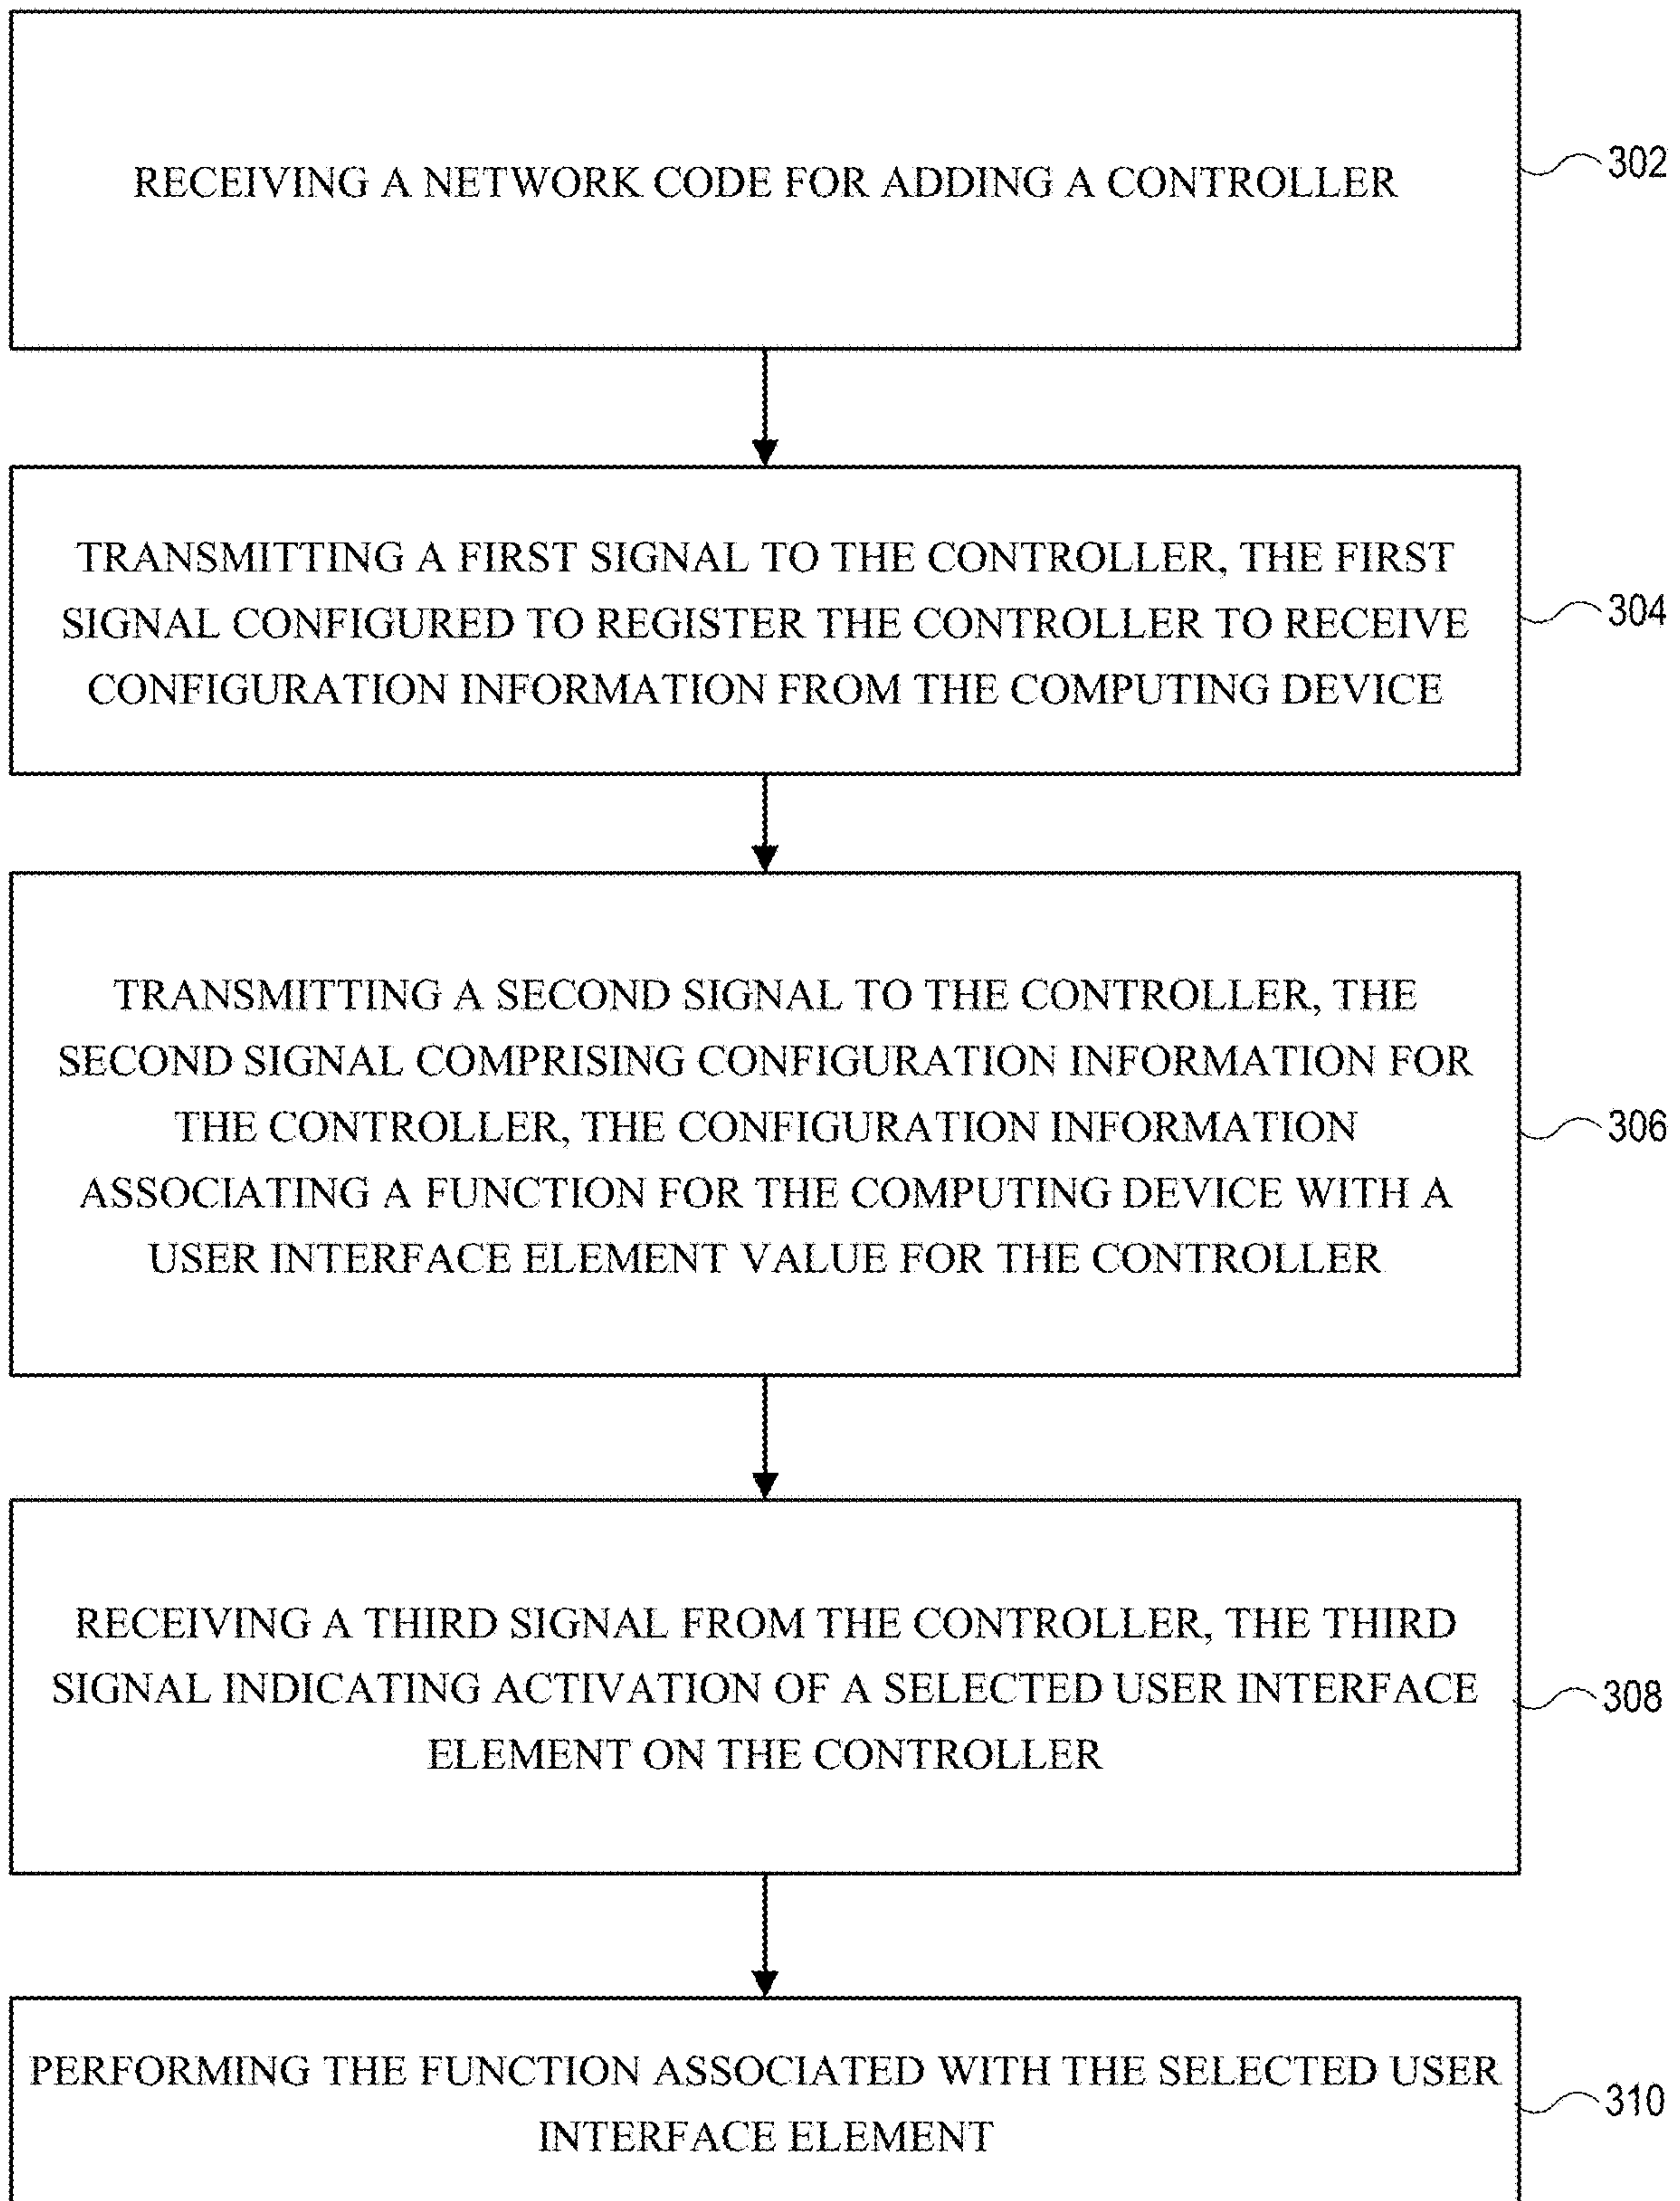 RECEIVING A NETWORK CODE FOR ADDING A CONTROLLER
302
TRANSMITTING A FIRST SIGNAL TO THE CONTROLLER, THE FIRST
SIGNAL CONFIGURED TO REGISTER THE CONTROLLER TO RECEIVE
CONFIGURATION INFORMATION FROM THE COMPUTING DEVICE
304
TRANSMITTING A SECOND SIGNAL TO THE CONTROLLER, THE
SECOND SIGNAL COMPRISING CONFIGURATION INFORMATION FOR
THE CONTROLLER, THE CONFIGURATION INFORMATION
ASSOCIATING A FUNCTION FOR THE COMPUTING DEVICE WITH A
USER INTERFACE ELEMENT VALUE FOR THE CONTROLLER
306
RECEIVING A THIRD SIGNAL FROM THE CONTROLLER, THE THIRD
SIGNAL INDICATING ACTIVATION OF A SELECTED USER INTERFACE
ELEMENT ON THE CONTROLLER
308
PERFORMING THE FUNCTION ASSOCIATED WITH THE SELECTED USER
INTERFACE ELEMENT
310